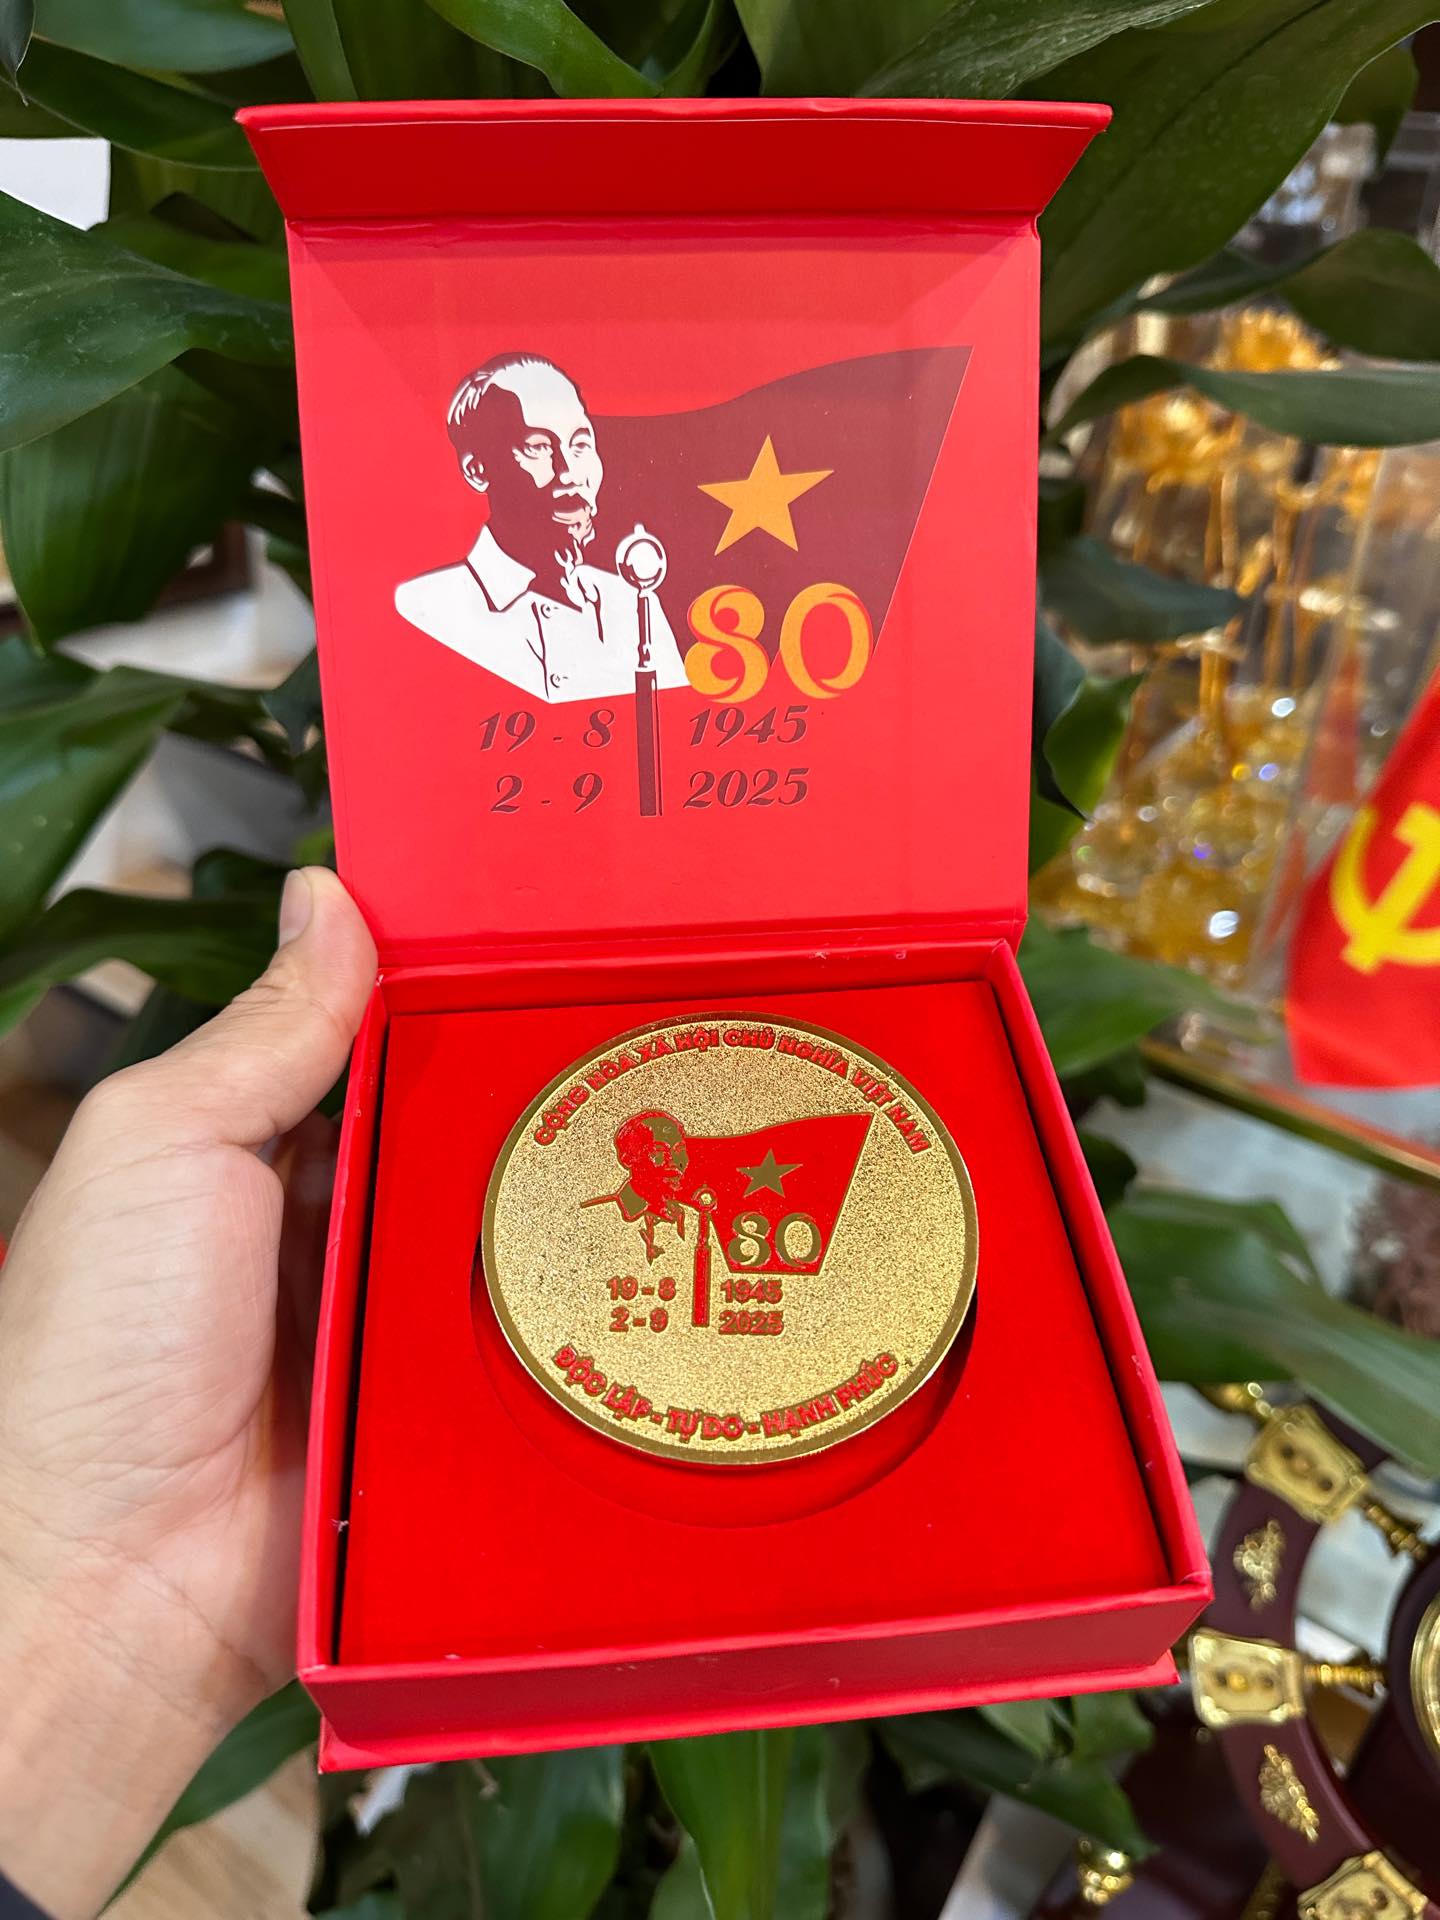 80
19 - 8 1945
2 - 9 2025
CỘNG HÒA XÃ HỘI CHỦ NGHĨA VIỆT NAM
80
19 - 8 1945
2 - 9 2025
ĐỘC LẬP - TỰ DO - HẠNH PHÚC